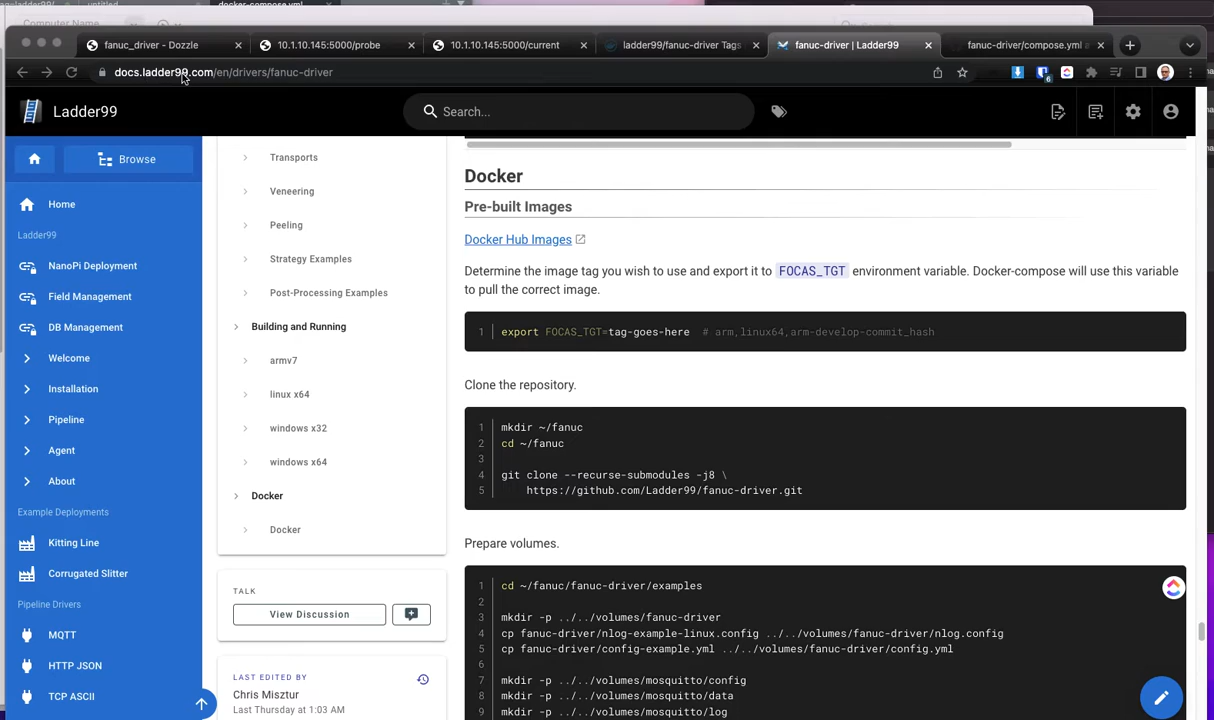 untitled
docker-compose.yml
Computer Name
fanuc_driver - Dozzle
10.1.10.145:5000/probe
10.1.10.145:5000/current
ladder99/fanuc-driver Tags
fanuc-driver | Ladder99
fanuc-driver/compose.yml a
docs.ladder99.com/en/drivers/fanuc-driver
6
Ladder99
Search...
Browse
Home
Ladder99
NanoPi Deployment
Field Management
DB Management
Welcome
Installation
Pipeline
Agent
About
Example Deployments
Kitting Line
Corrugated Slitter
Pipeline Drivers
MQTT
HTTP JSON
TCP ASCII
Transports
Veneering
Peeling
Strategy Examples
Post-Processing Examples
Building and Running
armv7
linux x64
windows x32
windows x64
Docker
Docker
TALK
View Discussion
LAST EDITED BY
Chris Misztur
Last Thursday at 1:03 AM
Docker
Pre-built Images
Docker Hub Images
Determine the image tag you wish to use and export it to FOCAS_TGT environment variable. Docker-compose will use this variable
to pull the correct image.
1 export FOCAS_TGT=tag-goes-here # arm,linux64,arm-develop-commit_hash
Clone the repository.
1 mkdir ~/fanuc
2 cd ~/fanuc
3
4 git clone --recurse-submodules -j8 \
5 https://github.com/Ladder99/fanuc-driver.git
Prepare volumes.
1 cd ~/fanuc/fanuc-driver/examples
2
3 mkdir -p ../../volumes/fanuc-driver
4 cp fanuc-driver/nlog-example-linux.config ../../volumes/fanuc-driver/nlog.config
5 cp fanuc-driver/config-example.yml ../../volumes/fanuc-driver/config.yml
6
7 mkdir -p ../../volumes/mosquitto/config
8 mkdir -p ../../volumes/mosquitto/data
9 mkdir -p ../../volumes/mosquitto/log